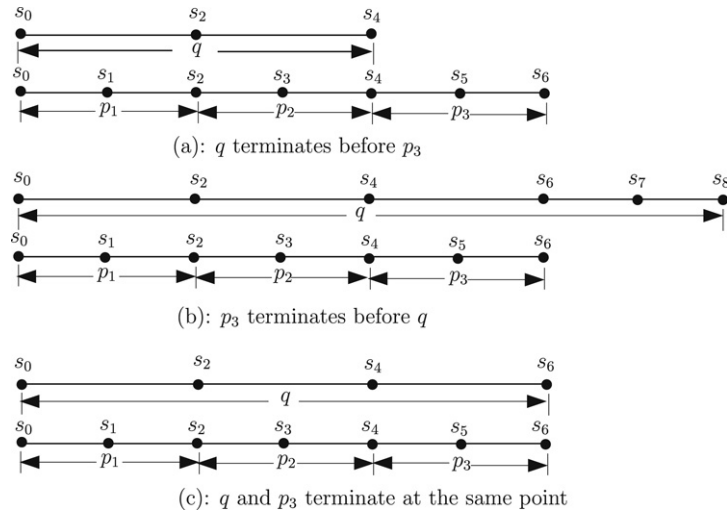 s₀ s₂ s₄
q
s₀ s₁ s₂ s₃ s₄ s₅ s₆
p₁ p₂ p₃
(a): q terminates before p₃
s₀ s₂ s₄ s₆ s₇ s₈
q
s₀ s₁ s₂ s₃ s₄ s₅ s₆
p₁ p₂ p₃
(b): p₃ terminates before q
s₀ s₂ s₄ s₆
q
s₀ s₁ s₂ s₃ s₄ s₅ s₆
p₁ p₂ p₃
(c): q and p₃ terminate at the same point